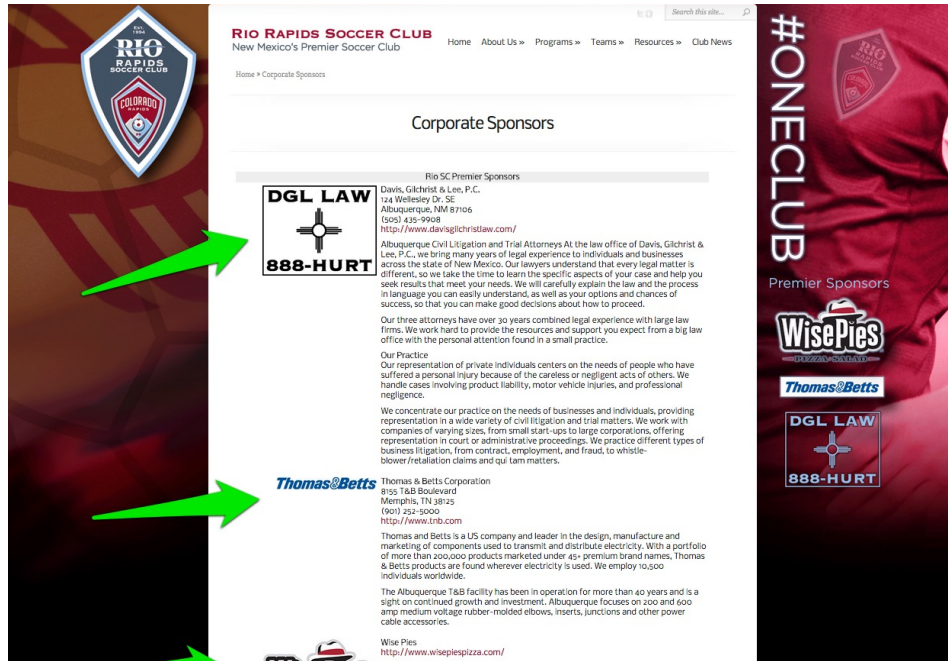 EST.
1994
RIO
RAPIDS
SOCCER CLUB
COLORADO
RAPIDS
Search this site...
Rio Rapids Soccer Club
New Mexico's Premier Soccer Club
Home About Us » Programs » Teams » Resources » Club News
Home » Corporate Sponsors
Corporate Sponsors
Rio SC Premier Sponsors
DGL LAW
888-HURT
Davis, Gilchrist & Lee, P.C.
124 Wellesley Dr. SE
Albuquerque, NM 87106
(505) 435-9908
http://www.davisgilchristlaw.com/
Albuquerque Civil Litigation and Trial Attorneys At the law office of Davis, Gilchrist &
Lee, P.C., we bring many years of legal experience to individuals and businesses
across the state of New Mexico. Our lawyers understand that every legal matter is
different, so we take the time to learn the specific aspects of your case and help you
seek results that meet your needs. We will carefully explain the law and the process
in language you can easily understand, as well as your options and chances of
success, so that you can make good decisions about how to proceed.
Our three attorneys have over 30 years combined legal experience with large law
firms. We work hard to provide the resources and support you expect from a big law
office with the personal attention found in a small practice.
Our Practice
Our representation of private individuals centers on the needs of people who have
suffered a personal injury because of the careless or negligent acts of others. We
handle cases involving product liability, motor vehicle injuries, and professional
negligence.
We concentrate our practice on the needs of businesses and individuals, providing
representation in a wide variety of civil litigation and trial matters. We work with
companies of varying sizes, from small start-ups to large corporations, offering
representation in court or administrative proceedings. We practice different types of
business litigation, from contract, employment, and fraud, to whistle-
blower/retaliation claims and qui tam matters.
Thomas&Betts
Thomas & Betts Corporation
8155 T&B Boulevard
Memphis, TN 38125
(901) 252-5000
http://www.tnb.com
Thomas and Betts is a US company and leader in the design, manufacture and
marketing of components used to transmit and distribute electricity. With a portfolio
of more than 200,000 products marketed under 45+ premium brand names, Thomas
& Betts products are found wherever electricity is used. We employ 10,500
individuals worldwide.
The Albuquerque T&B facility has been in operation for more than 40 years and is a
sight on continued growth and investment. Albuquerque focuses on 200 and 600
amp medium voltage rubber-molded elbows, inserts, junctions and other power
cable accessories.
Wise Pies
http://www.wisepiespizza.com/
#ONECLUB
RIO
RAPIDS
Premier Sponsors
WisePies
PIZZA SALAD
Thomas&Betts
DGL LAW
888-HURT